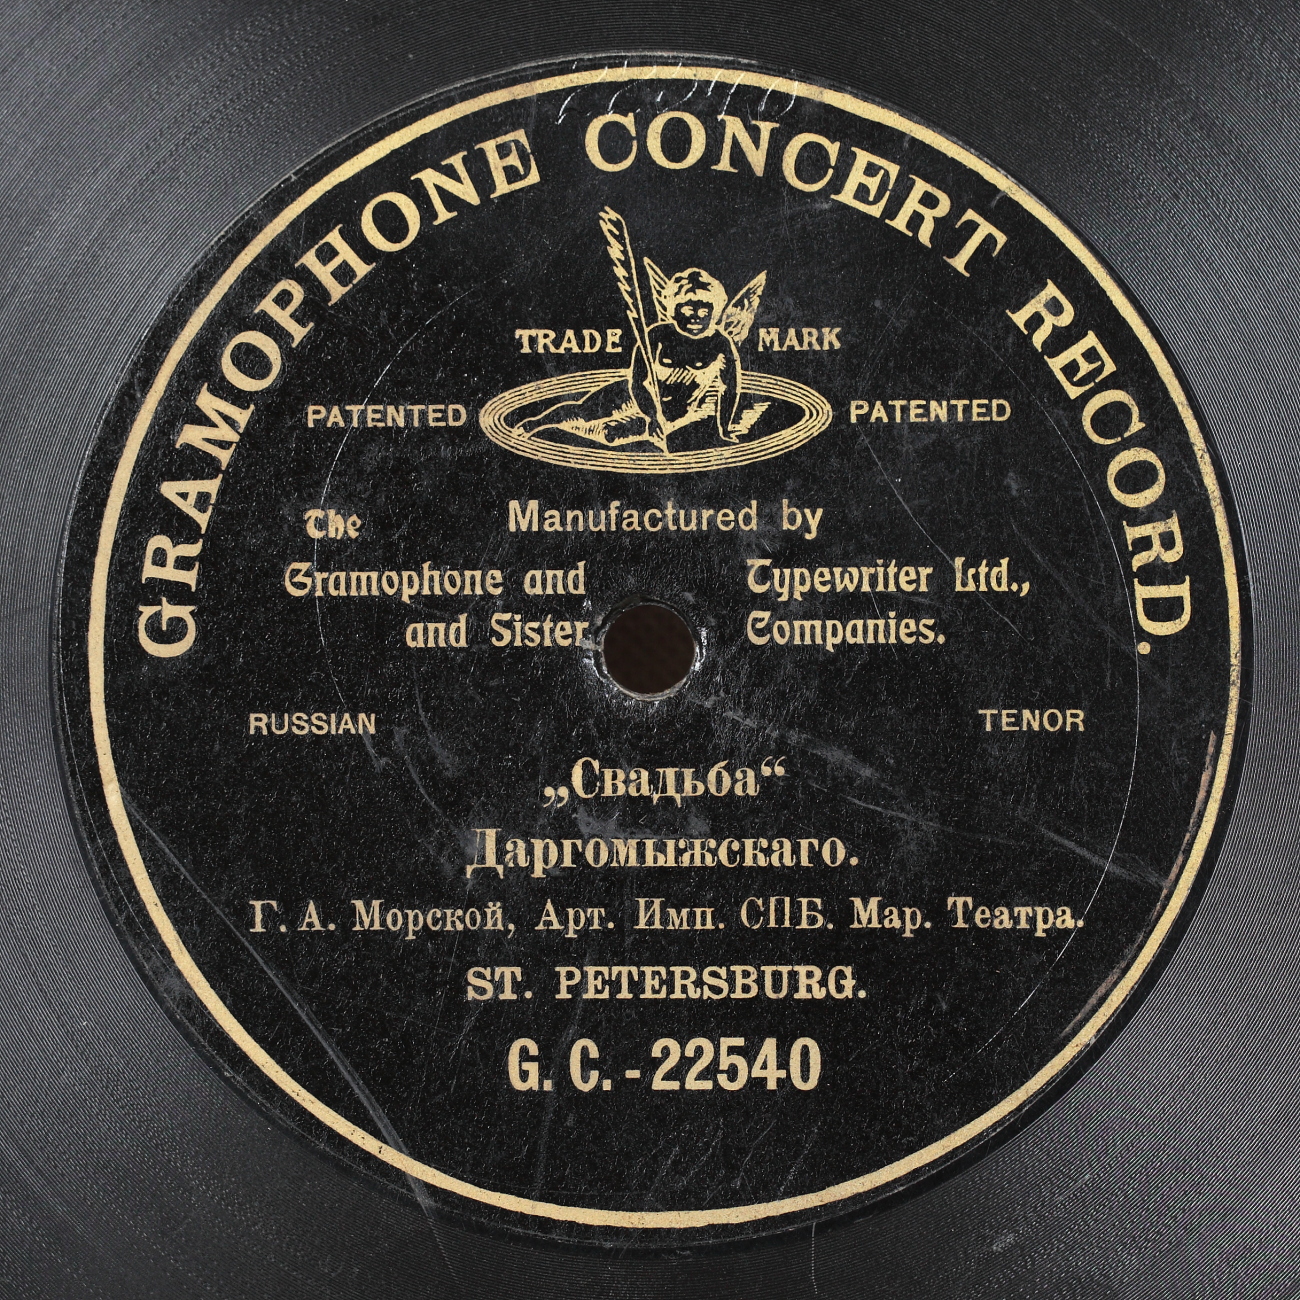 22540
GRAMOPHONE CONCERT RECORD.
TRADE MARK
PATENTED PATENTED
Manufactured by
The
Gramophone and Typewriter Ltd.,
and Sister Companies.
RUSSIAN TENOR
„Свадьба“
Даргомыжскаго.
Г. А. Морской, Арт. Имп. СПБ. Мар. Театра.
ST. PETERSBURG.
G. C. - 22540